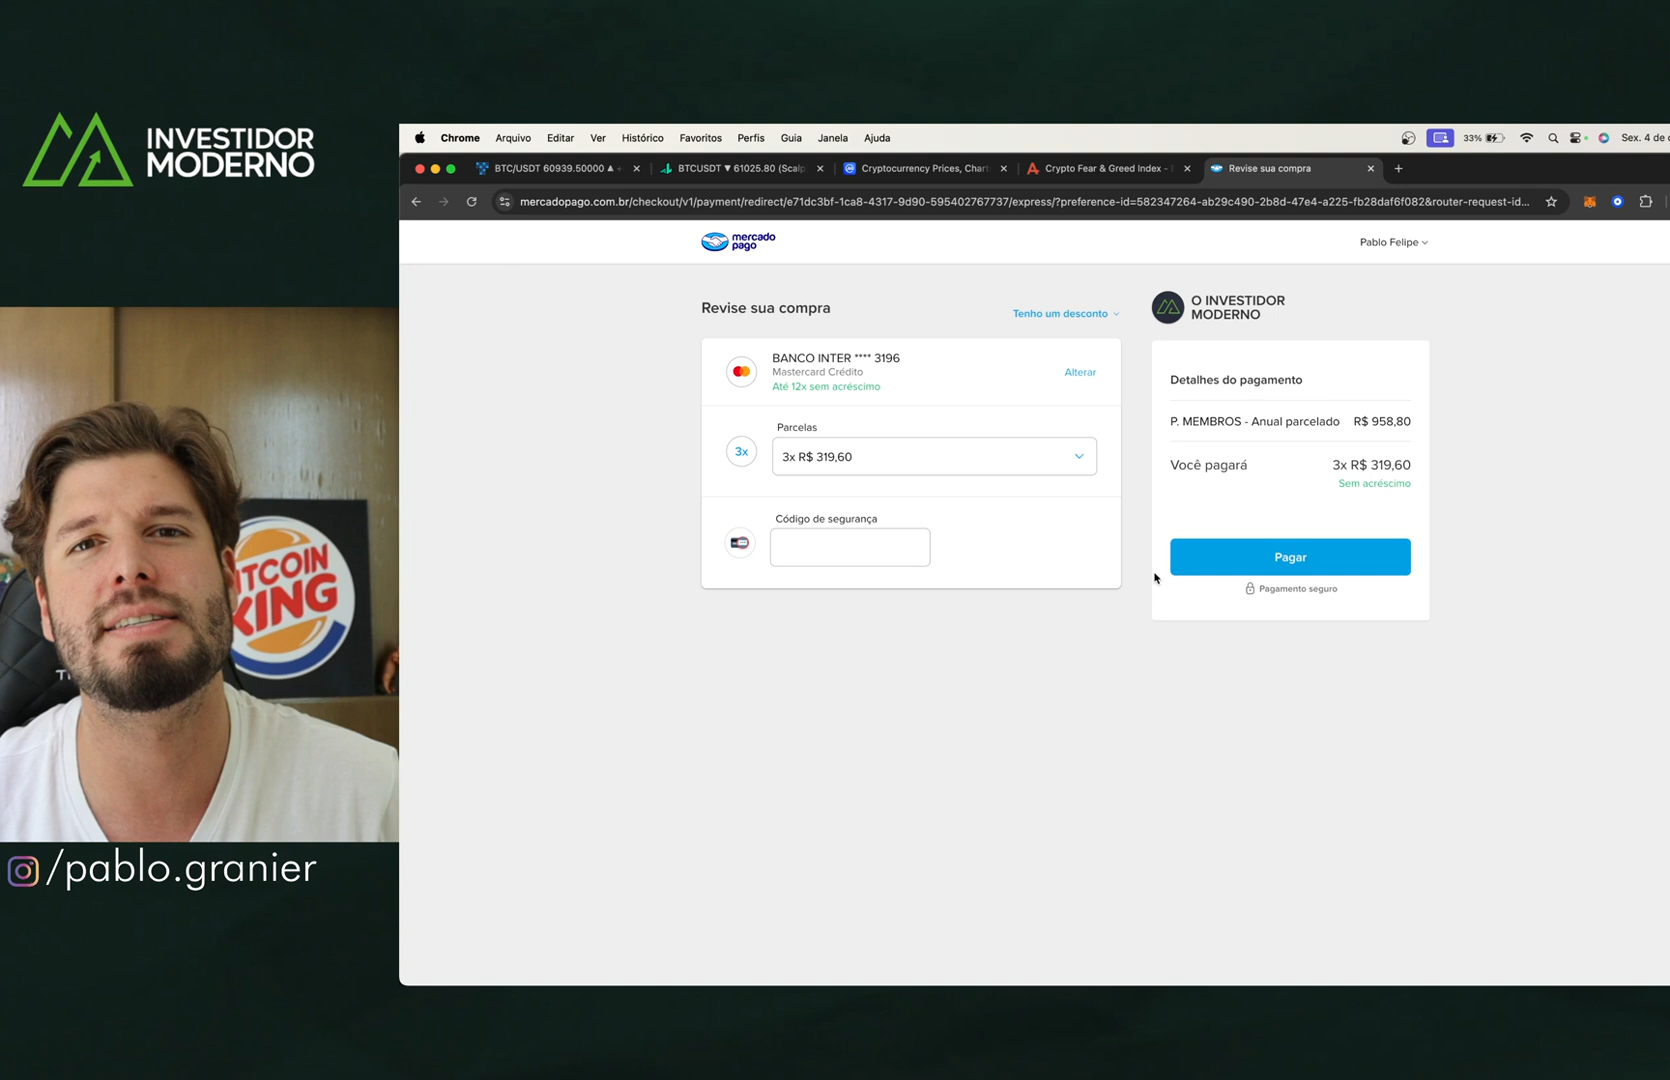 INVESTIDOR
MODERNO
Chrome Arquivo Editar Ver Histórico Favoritos Perfis Guia Janela Ajuda 33% Sex. 4 de
BTC/USDT 60939.50000 ▲ BTCUSDT ▼ 61025.80 (Scalp Cryptocurrency Prices, Chart Crypto Fear & Greed Index - Revise sua compra
mercadopago.com.br/checkout/v1/payment/redirect/e71dc3bf-1ca8-4317-9d90-595402767737/express/?preference-id=582347264-ab29c490-2b8d-47e4-a225-fb28daf6f082&router-request-id...
mercado
pago
Pablo Felipe
Revise sua compra
Tenho um desconto
BANCO INTER **** 3196
Mastercard Crédito
Até 12x sem acréscimo
Alterar
Parcelas
3x
3x R$ 319,60
Código de segurança
O INVESTIDOR
MODERNO
Detalhes do pagamento
P. MEMBROS - Anual parcelado R$ 958,80
Você pagará 3x R$ 319,60
Sem acréscimo
Pagar
Pagamento seguro
ITCOIN
KING
/pablo.granier